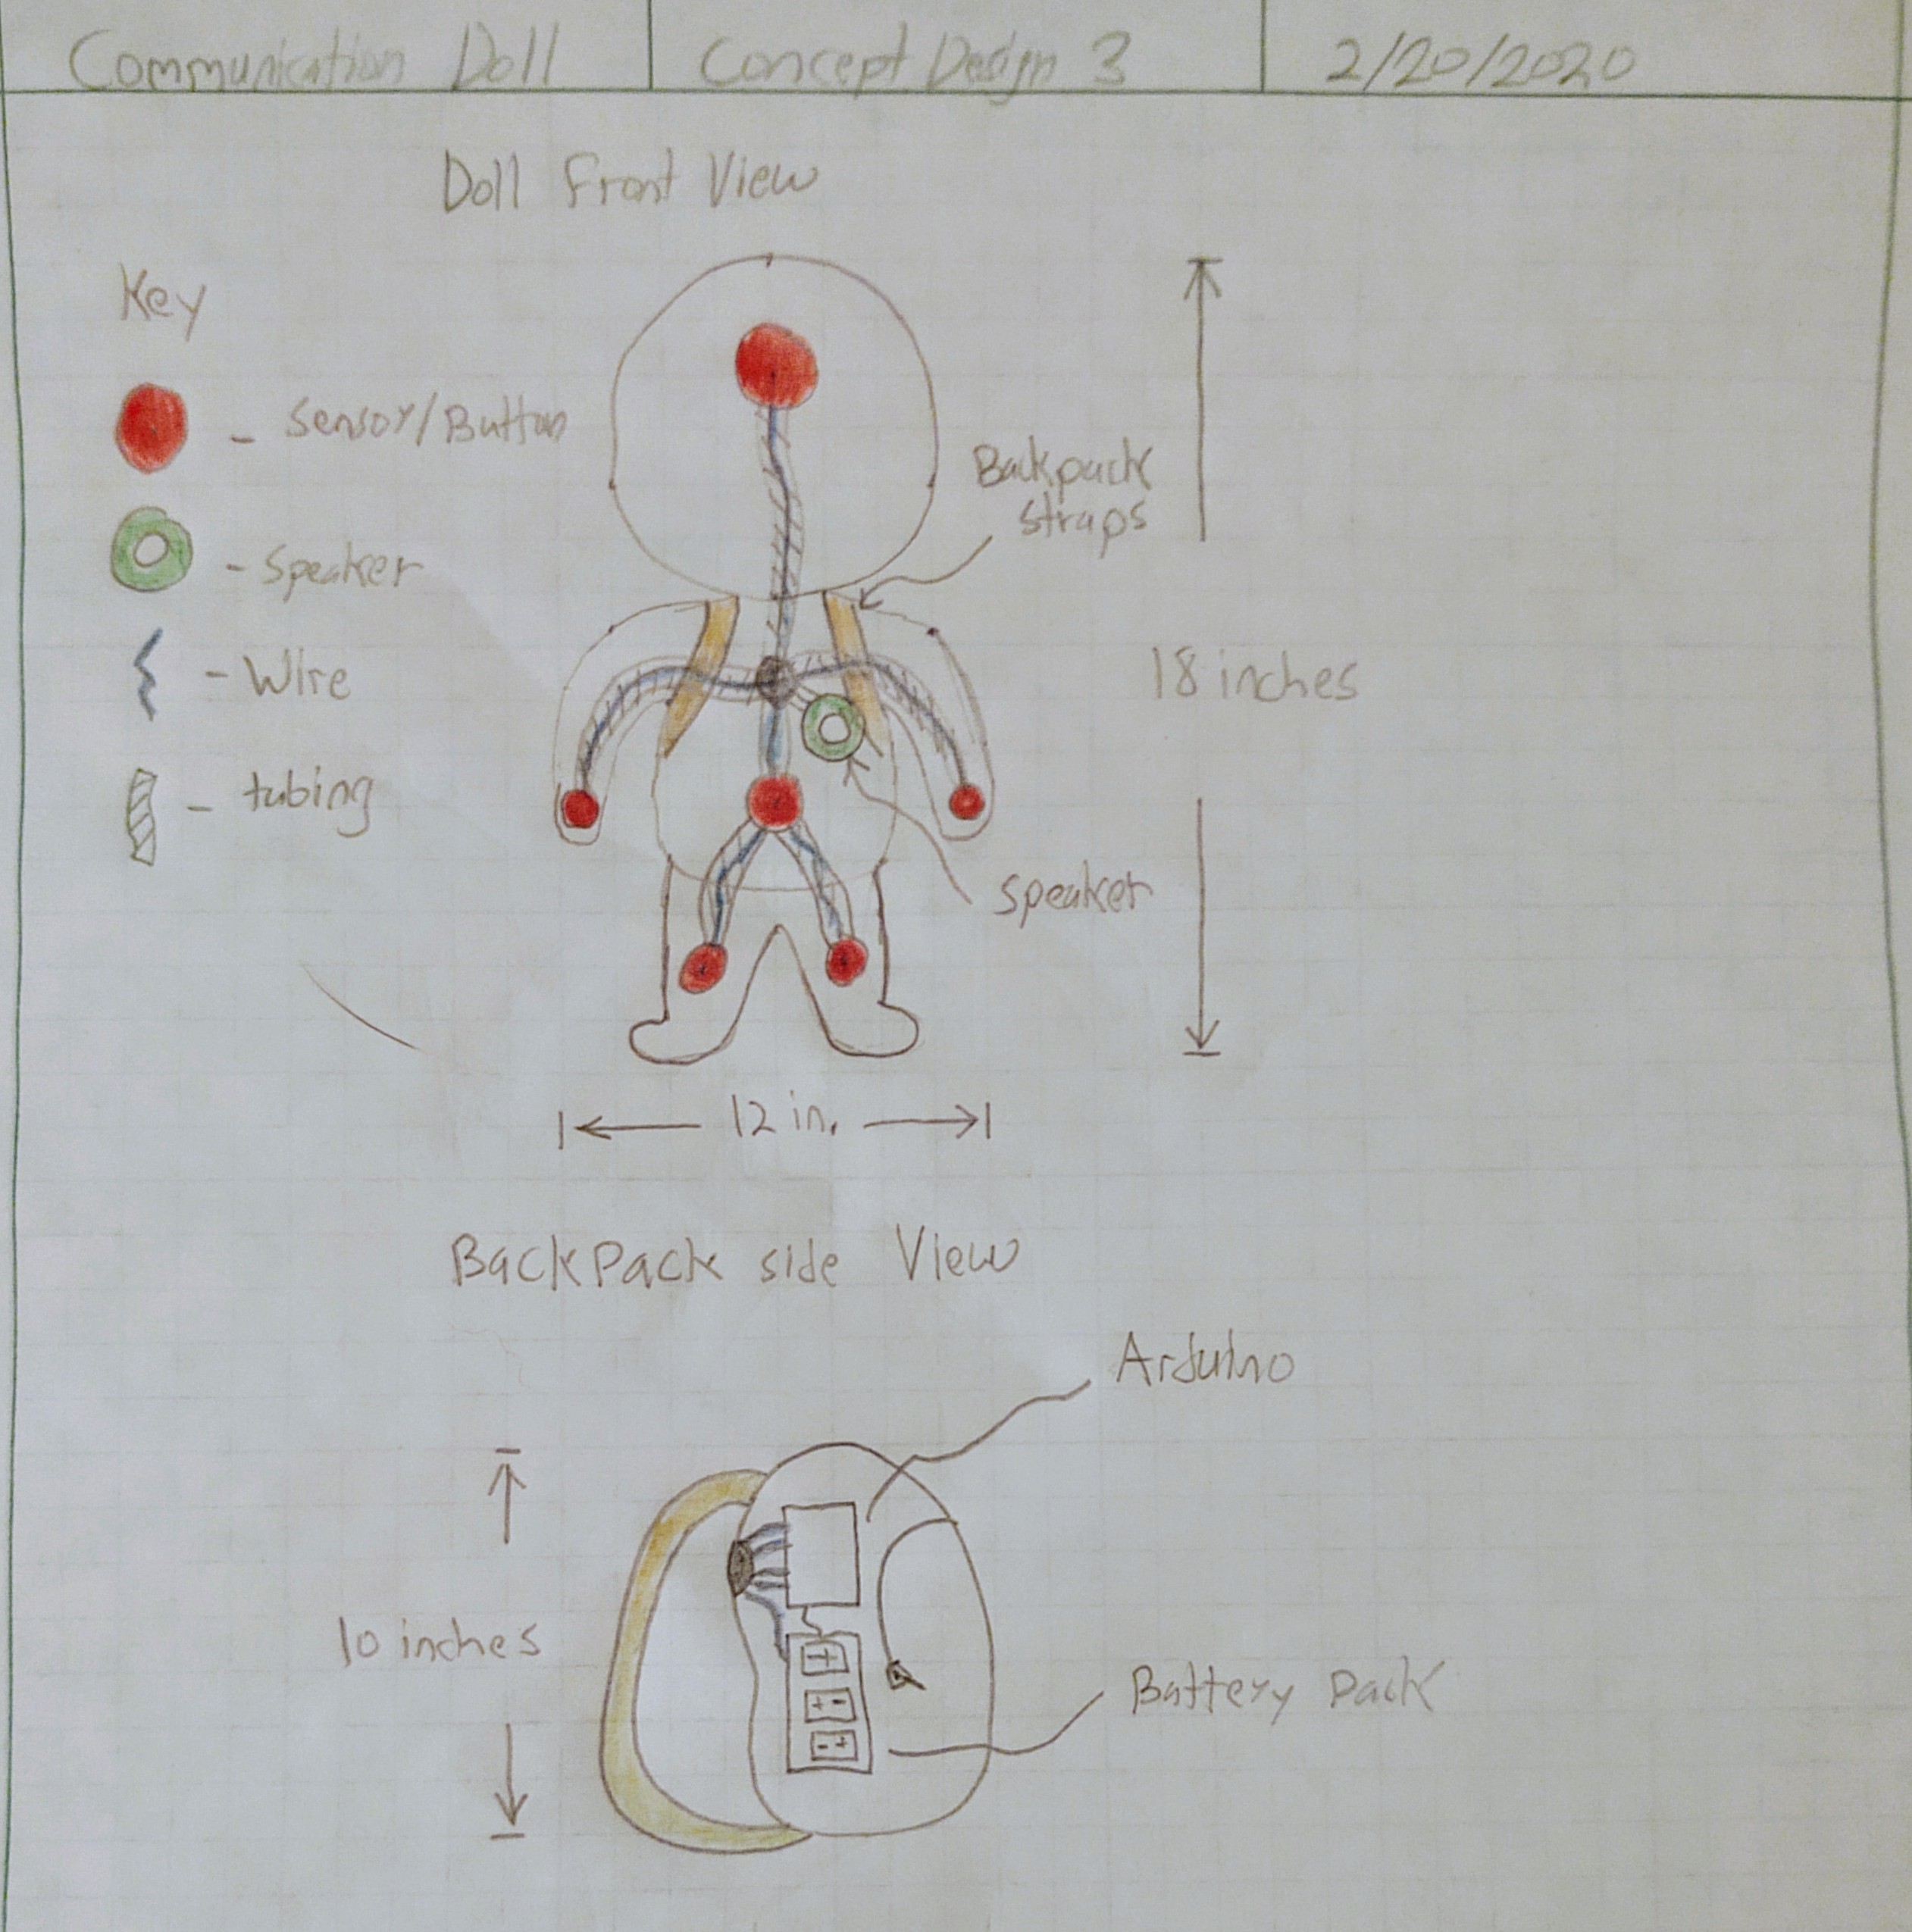 Communication Doll
Concept Design 3
2/20/2020
Doll Front View
Key
Sensor/Button
- Speaker
- Wire
- tubing
Backpack
straps
18 inches
speaker
12 in.
BackPack side View
Arduino
10 inches
Battery Pack